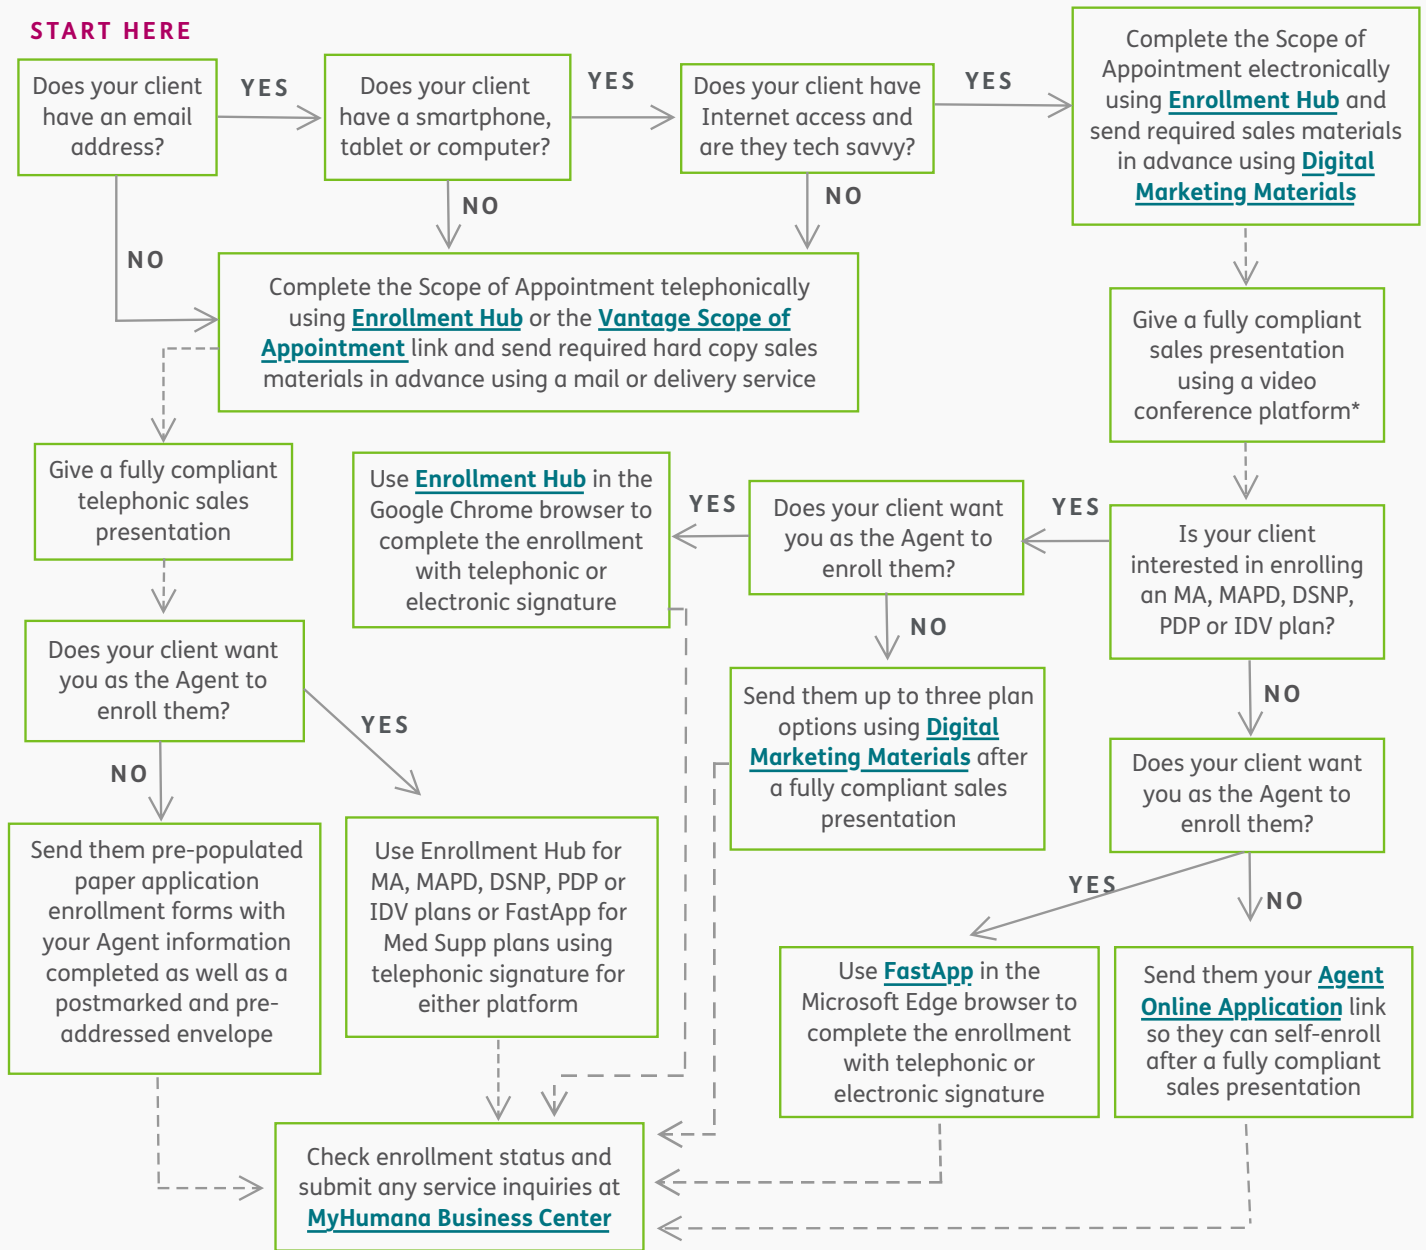 START HERE
Does your client
have an email
address?
YES
Does your client
have a smartphone,
tablet or computer?
YES
Does your client have
Internet access and
are they tech savvy?
YES
Complete the Scope of
Appointment electronically
using Enrollment Hub and
send required sales materials
in advance using Digital
Marketing Materials
NO
NO
NO
Complete the Scope of Appointment telephonically
using Enrollment Hub or the Vantage Scope of
Appointment link and send required hard copy sales
materials in advance using a mail or delivery service
Give a fully compliant
sales presentation
using a video
conference platform*
Give a fully compliant
telephonic sales
presentation
Use Enrollment Hub in the
Google Chrome browser to
complete the enrollment
with telephonic or
electronic signature
YES
Does your client want
you as the Agent to
enroll them?
YES
Is your client
interested in enrolling
an MA, MAPD, DSNP,
PDP or IDV plan?
NO
NO
Does your client want
you as the Agent to
enroll them?
YES
NO
Send them up to three plan
options using Digital
Marketing Materials after
a fully compliant sales
presentation
Does your client want
you as the Agent to
enroll them?
YES
NO
Send them pre-populated
paper application
enrollment forms with
your Agent information
completed as well as a
postmarked and pre-
addressed envelope
Use Enrollment Hub for
MA, MAPD, DSNP, PDP or
IDV plans or FastApp for
Med Supp plans using
telephonic signature for
either platform
Use FastApp in the
Microsoft Edge browser to
complete the enrollment
with telephonic or
electronic signature
Send them your Agent
Online Application link
so they can self-enroll
after a fully compliant
sales presentation
Check enrollment status and
submit any service inquiries at
MyHumana Business Center